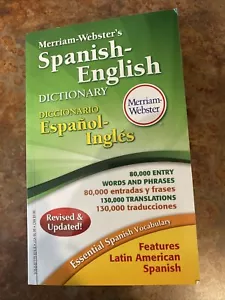 Merriam-Webster's
Spanish-
English
DICTIONARY
DICCIONARIO
Español-
Inglés
Merriam-
Webster
80,000 ENTRY
WORDS AND PHRASES
80,000 entradas y frases
130,000 TRANSLATIONS
130,000 traducciones
Revised &
Updated!
Essential Spanish Vocabulary
Features
Latin American
Spanish